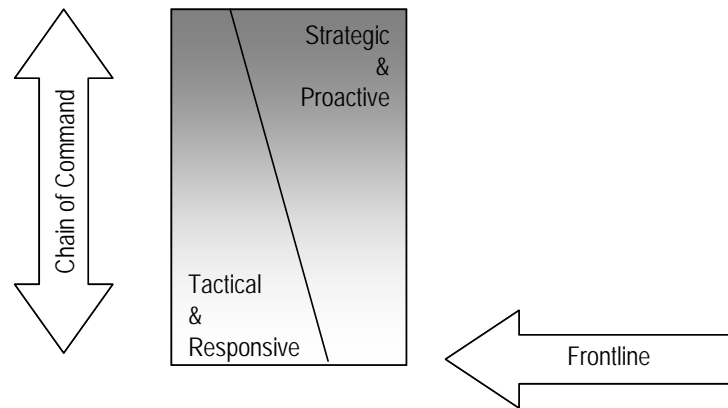 Chain of Command
Strategic
&
Proactive
Tactical
&
Responsive
Frontline